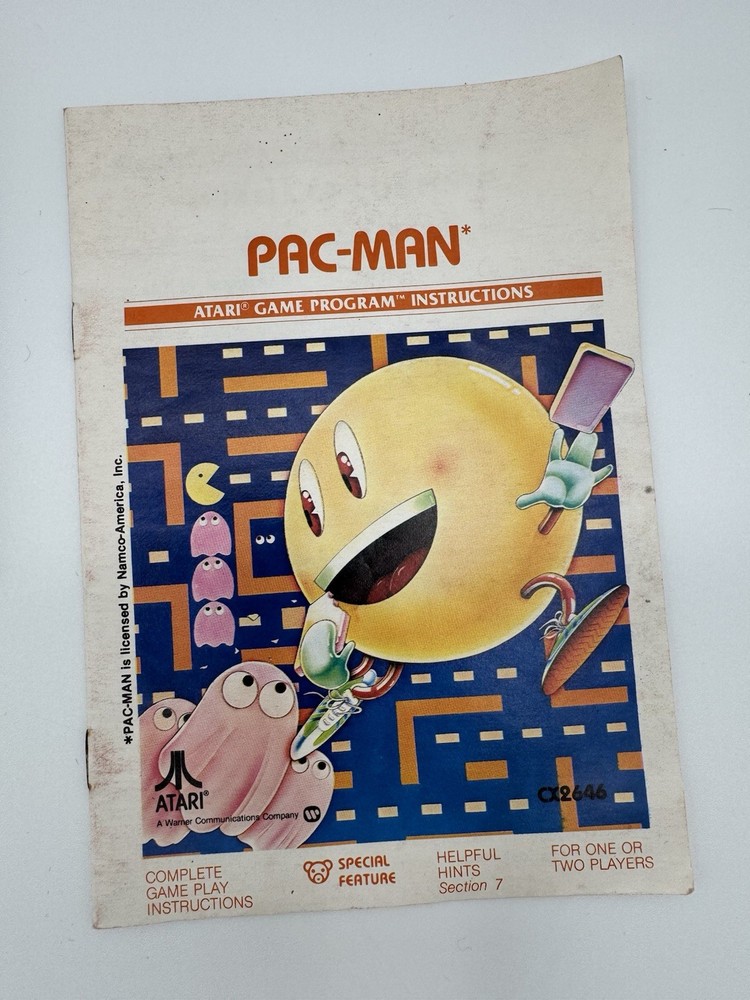 PAC-MAN*
ATARI® GAME PROGRAM™ INSTRUCTIONS
*PAC-MAN is licensed by Namco-America, Inc.
ATARI®
A Warner Communications Company
CX2646
COMPLETE
GAME PLAY
INSTRUCTIONS
SPECIAL
FEATURE
HELPFUL
HINTS
Section 7
FOR ONE OR
TWO PLAYERS